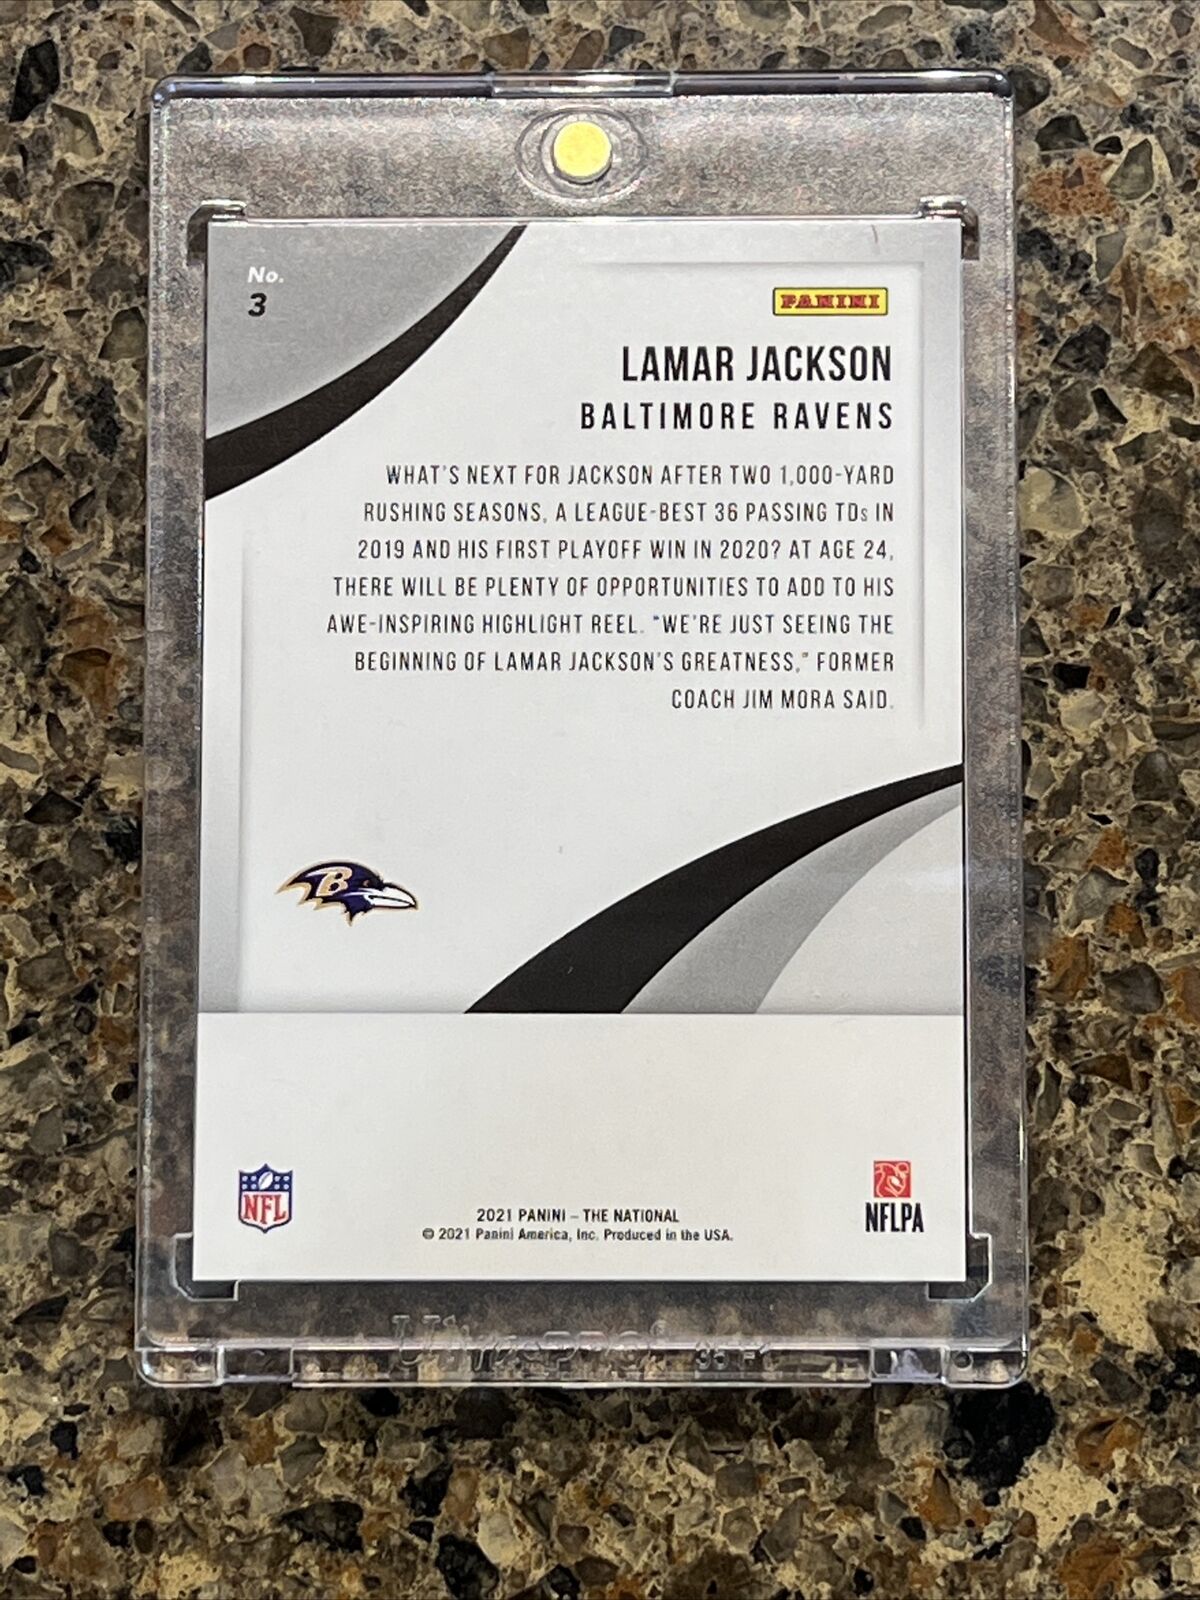 No.
3
PANINI
LAMAR JACKSON
BALTIMORE RAVENS
WHAT'S NEXT FOR JACKSON AFTER TWO 1,000-YARD
RUSHING SEASONS, A LEAGUE-BEST 36 PASSING TDs IN
2019 AND HIS FIRST PLAYOFF WIN IN 2020? AT AGE 24,
THERE WILL BE PLENTY OF OPPORTUNITIES TO ADD TO HIS
AWE-INSPIRING HIGHLIGHT REEL. "WE'RE JUST SEEING THE
BEGINNING OF LAMAR JACKSON'S GREATNESS," FORMER
COACH JIM MORA SAID.
B
NFL
NFLPA
2021 PANINI – THE NATIONAL
© 2021 Panini America, Inc. Produced in the USA.